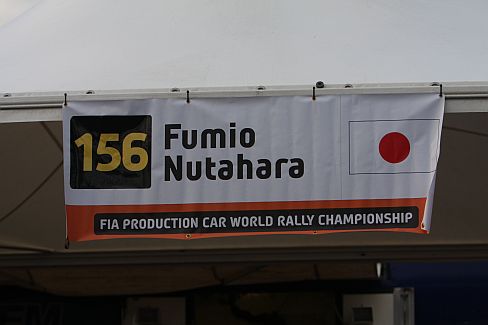 156
Fumio
Nutahara
FIA PRODUCTION CAR WORLD RALLY CHAMPIONSHIP